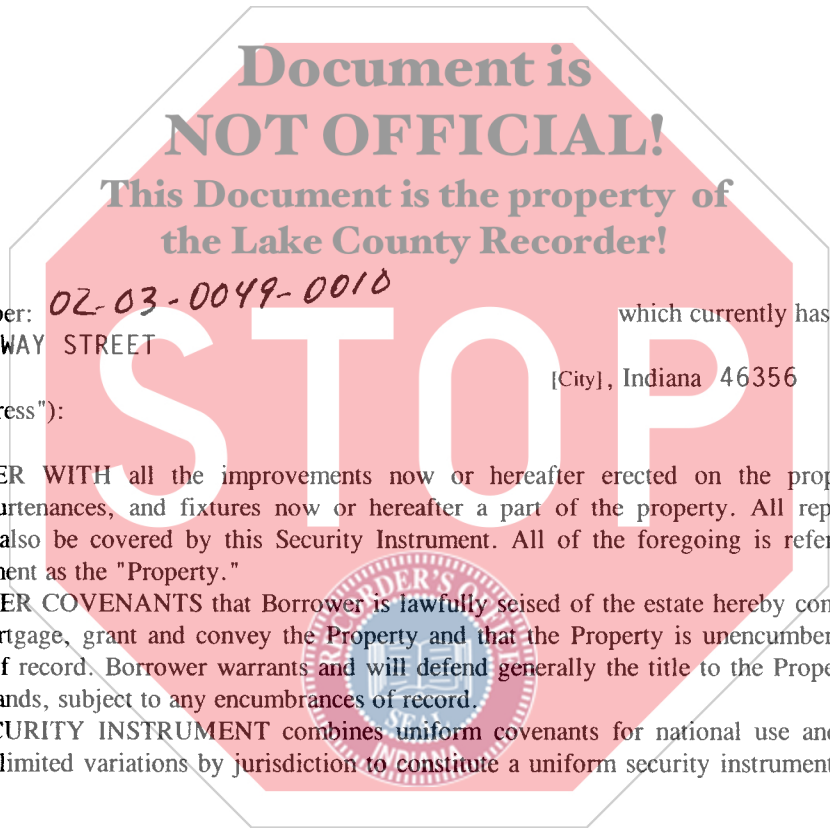 Document is
NOT OFFICIAL!
This Document is the property of
the Lake County Recorder!
ber: 02-03-0049-0010 which currently has
WAY STREET
[City], Indiana 46356
ress"):
ER WITH all the improvements now or hereafter erected on the prop
urtenances, and fixtures now or hereafter a part of the property. All rep
also be covered by this Security Instrument. All of the foregoing is refer
ment as the "Property."
ER COVENANTS that Borrower is lawfully seised of the estate hereby con
rtgage, grant and convey the Property and that the Property is unencumber
f record. Borrower warrants and will defend generally the title to the Prope
ands, subject to any encumbrances of record.
CURITY INSTRUMENT combines uniform covenants for national use and
limited variations by jurisdiction to constitute a uniform security instrument
STOP
RECORDER'S OFFICE
SEAL
INDIANA